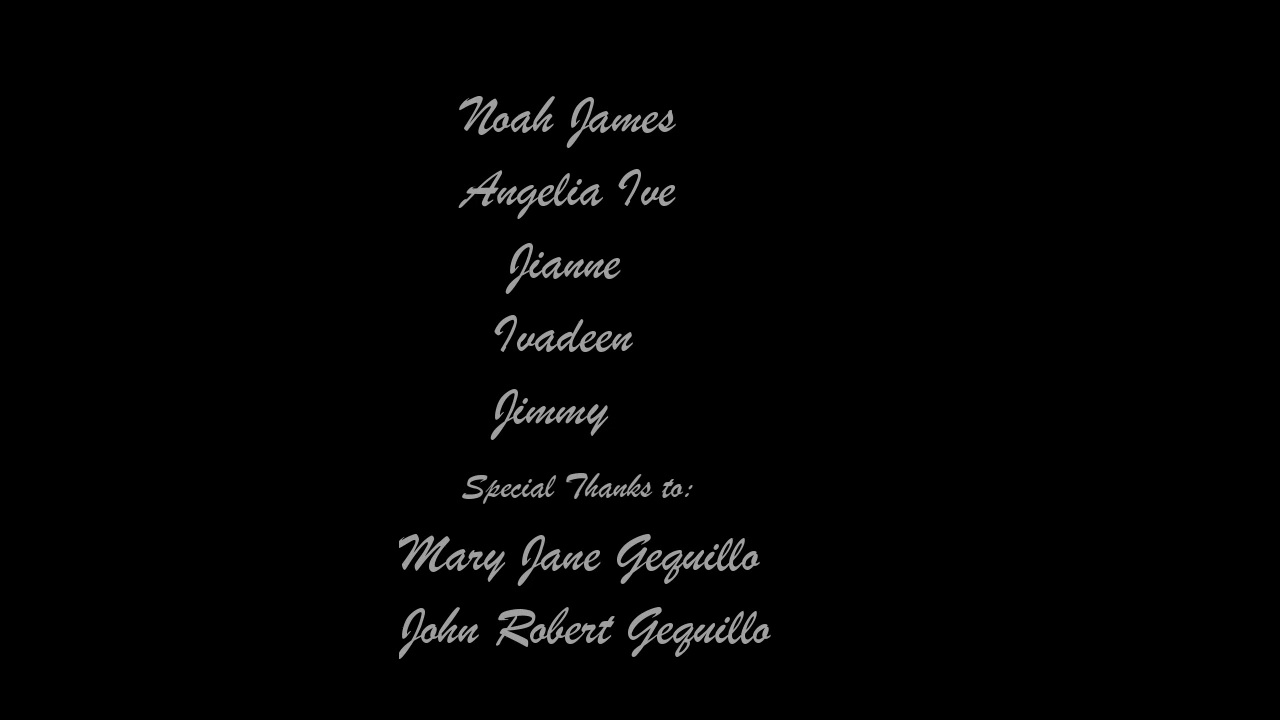 Noah James
Angelia Ive
Jianne
Ivadeen
Jimmy
Special Thanks to:
Mary Jane Gequillo
John Robert Gequillo